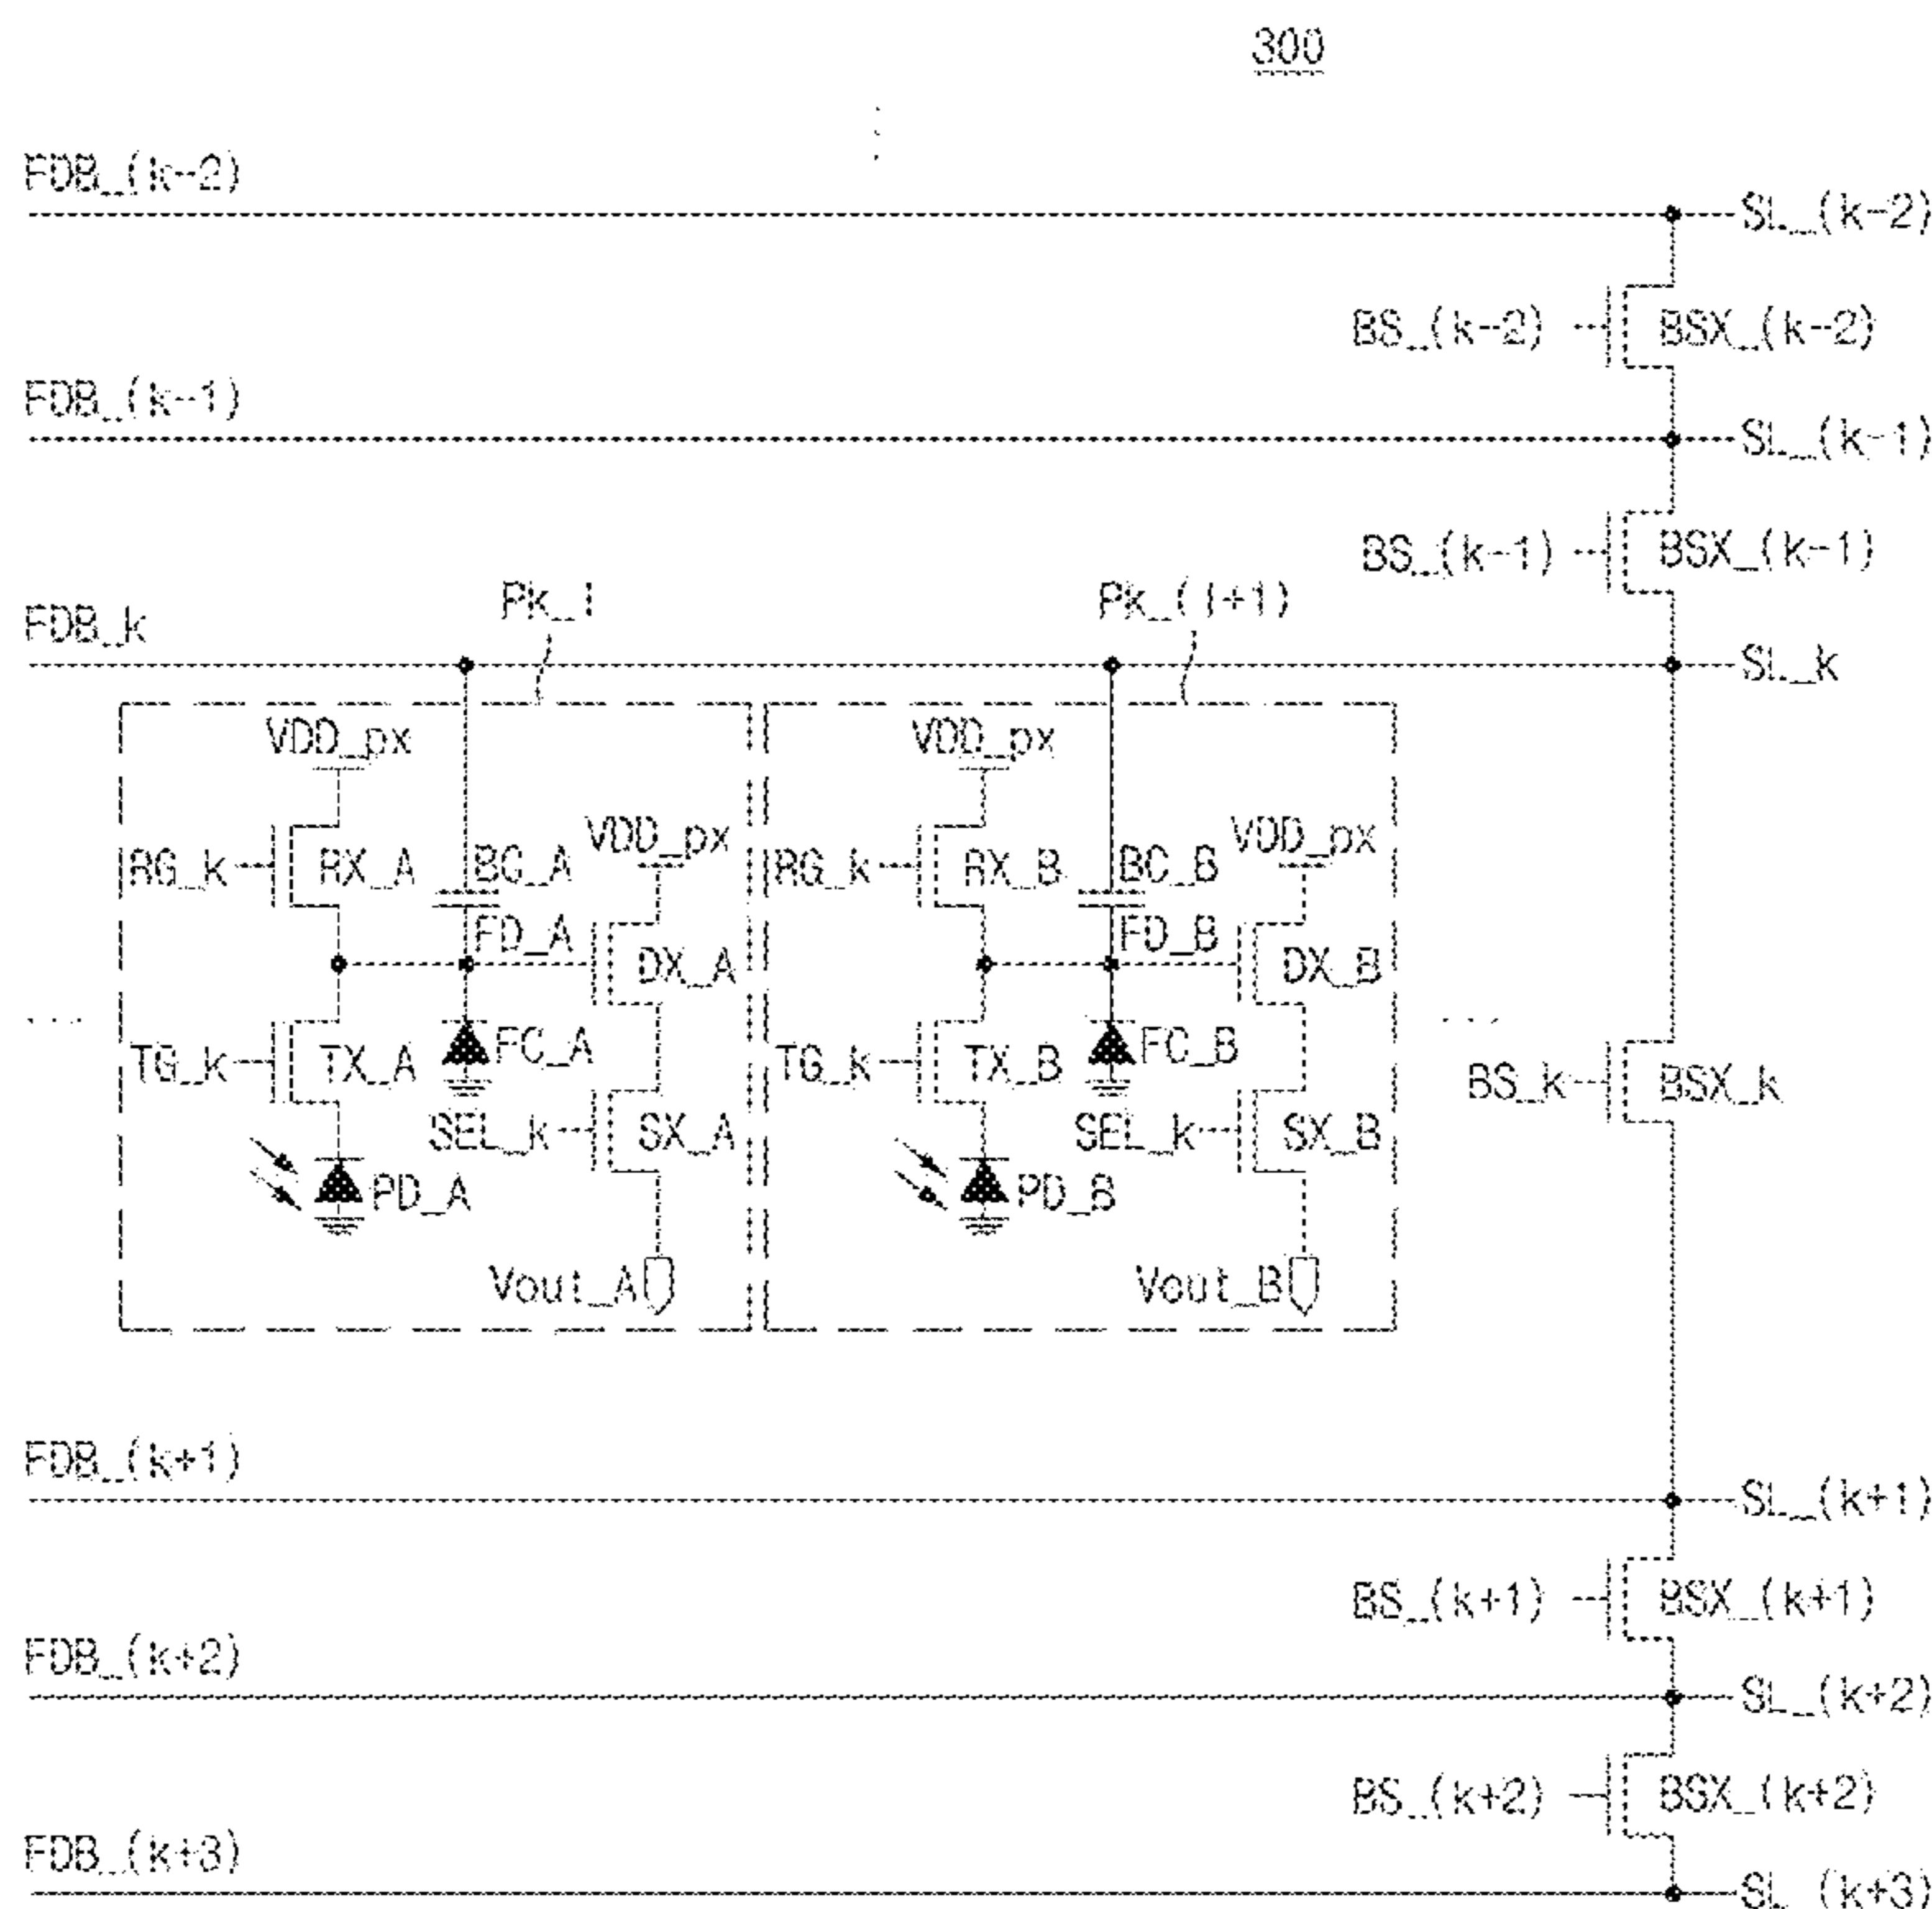 300
FDB_(k-2)
SL_(k-2)
BS_(k-2)
BSX_(k-2)
FDB_(k-1)
SL_(k-1)
BS_(k-1)
BSX_(k-1)
FDB_k
Pk_l
Pk_(l+1)
SL_k
VDD_px
VDD_px
RG_k
RX_A
BC_A
VDD_px
RG_k
RX_B
BC_B
VDD_px
FD_A
DX_A
FD_B
DX_B
TG_k
TX_A
FC_A
TG_k
TX_B
FC_B
BS_k
BSX_k
SEL_k
SX_A
SEL_k
SX_B
PD_A
PD_B
Vout_A
Vout_B
FDB_(k+1)
SL_(k+1)
BS_(k+1)
BSX_(k+1)
FDB_(k+2)
SL_(k+2)
BS_(k+2)
BSX_(k+2)
FDB_(k+3)
SL_(k+3)